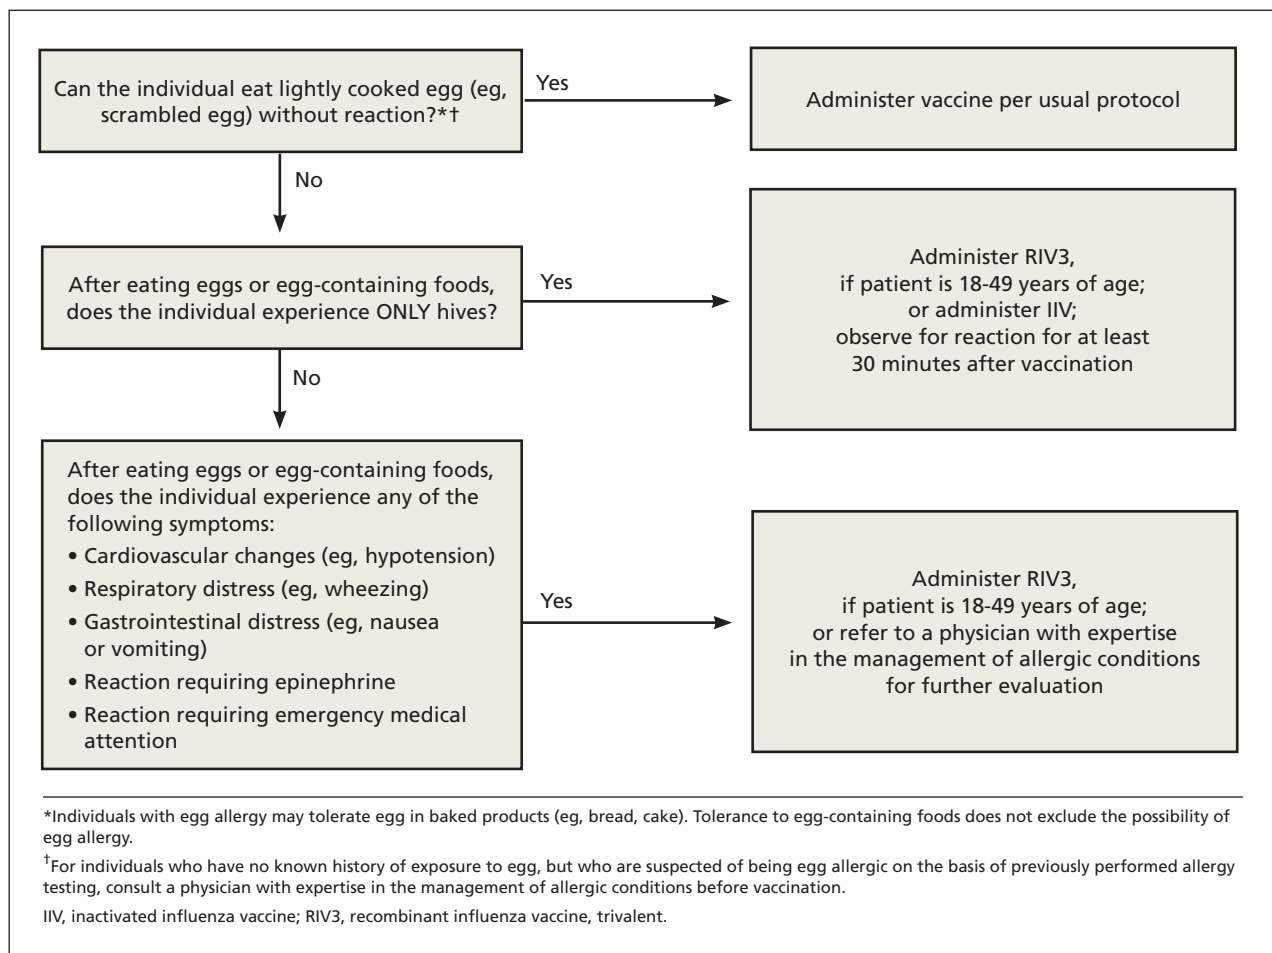 Can the individual eat lightly cooked egg (eg,
scrambled egg) without reaction?*†
Yes
Administer vaccine per usual protocol
No
After eating eggs or egg-containing foods,
does the individual experience ONLY hives?
Yes
Administer RIV3,
if patient is 18-49 years of age;
or administer IIV;
observe for reaction for at least
30 minutes after vaccination
No
After eating eggs or egg-containing foods,
does the individual experience any of the
following symptoms:
• Cardiovascular changes (eg, hypotension)
• Respiratory distress (eg, wheezing)
• Gastrointestinal distress (eg, nausea
or vomiting)
• Reaction requiring epinephrine
• Reaction requiring emergency medical
attention
Yes
Administer RIV3,
if patient is 18-49 years of age;
or refer to a physician with expertise
in the management of allergic conditions
for further evaluation
*Individuals with egg allergy may tolerate egg in baked products (eg, bread, cake). Tolerance to egg-containing foods does not exclude the possibility of
egg allergy.
†For individuals who have no known history of exposure to egg, but who are suspected of being egg allergic on the basis of previously performed allergy
testing, consult a physician with expertise in the management of allergic conditions before vaccination.
IIV, inactivated influenza vaccine; RIV3, recombinant influenza vaccine, trivalent.